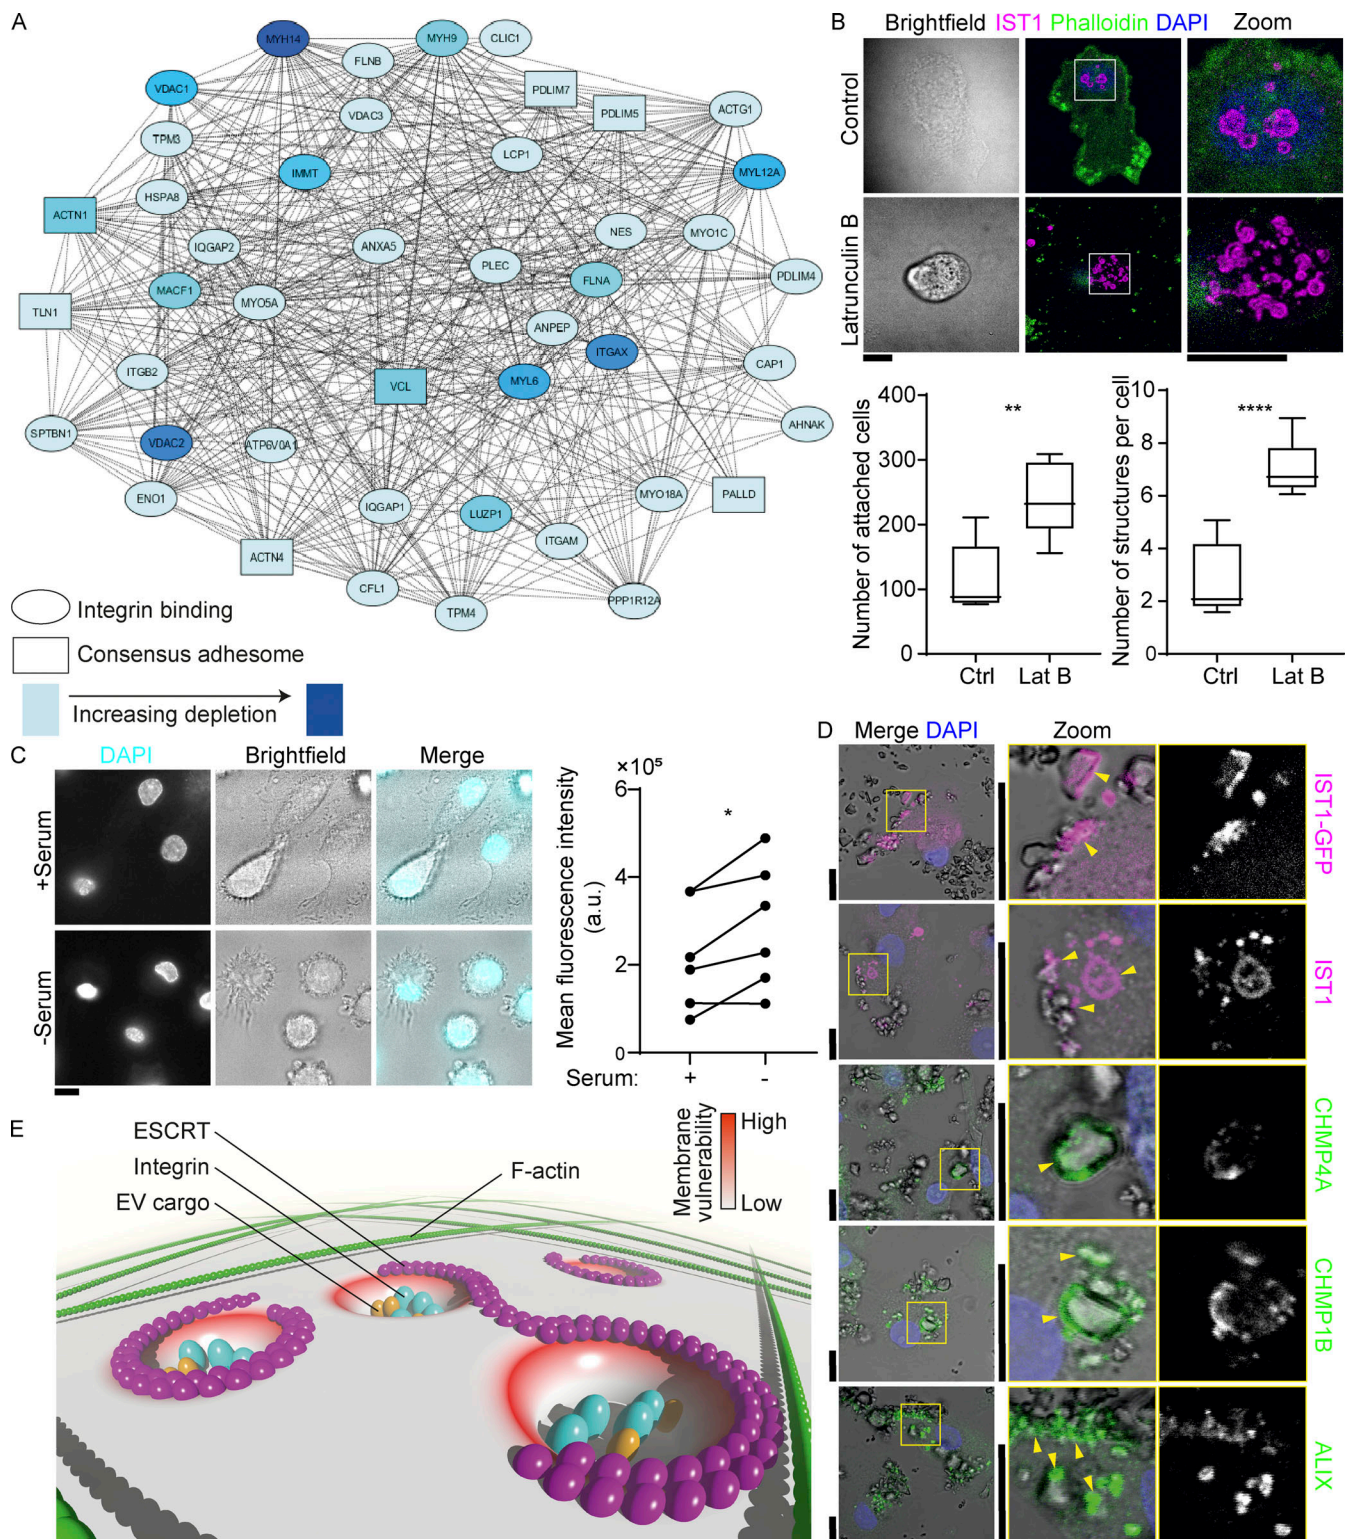 A
MYH14
MYH9
CLIC1
FLNB
VDAC1
PDLIM7
PDLIM5
ACTG1
VDAC3
TPM3
LCP1
IMMT
MYL12A
HSPA8
ACTN1
NES
MYO1C
IQGAP2
ANXA5
PLEC
PDLIM4
MACF1
FLNA
MYO5A
TLN1
ANPEP
ITGAX
CAP1
ITGB2
VCL
MYL6
AHNAK
SPTBN1
VDAC2
ATP6V0A1
ENO1
MYO18A
PALLD
IQGAP1
LUZP1
ITGAM
ACTN4
CFL1
PPP1R12A
TPM4
Integrin binding
Consensus adhesome
Increasing depletion
B
Brightfield IST1 Phalloidin DAPI Zoom
Control
Latrunculin B
Number of attached cells
400
300
200
100
0
**
Ctrl Lat B
Number of structures per cell
10
8
6
4
2
0
****
Ctrl Lat B
C
DAPI Brightfield Merge
+Serum
-Serum
Mean fluorescence intensity
(a.u.)
×10⁵
6
4
2
0
*
Serum: + -
D
Merge DAPI Zoom
IST1-GFP
IST1
CHMP4A
CHMP1B
ALIX
E
ESCRT
Integrin
EV cargo
F-actin
Membrane
vulnerability
High
Low